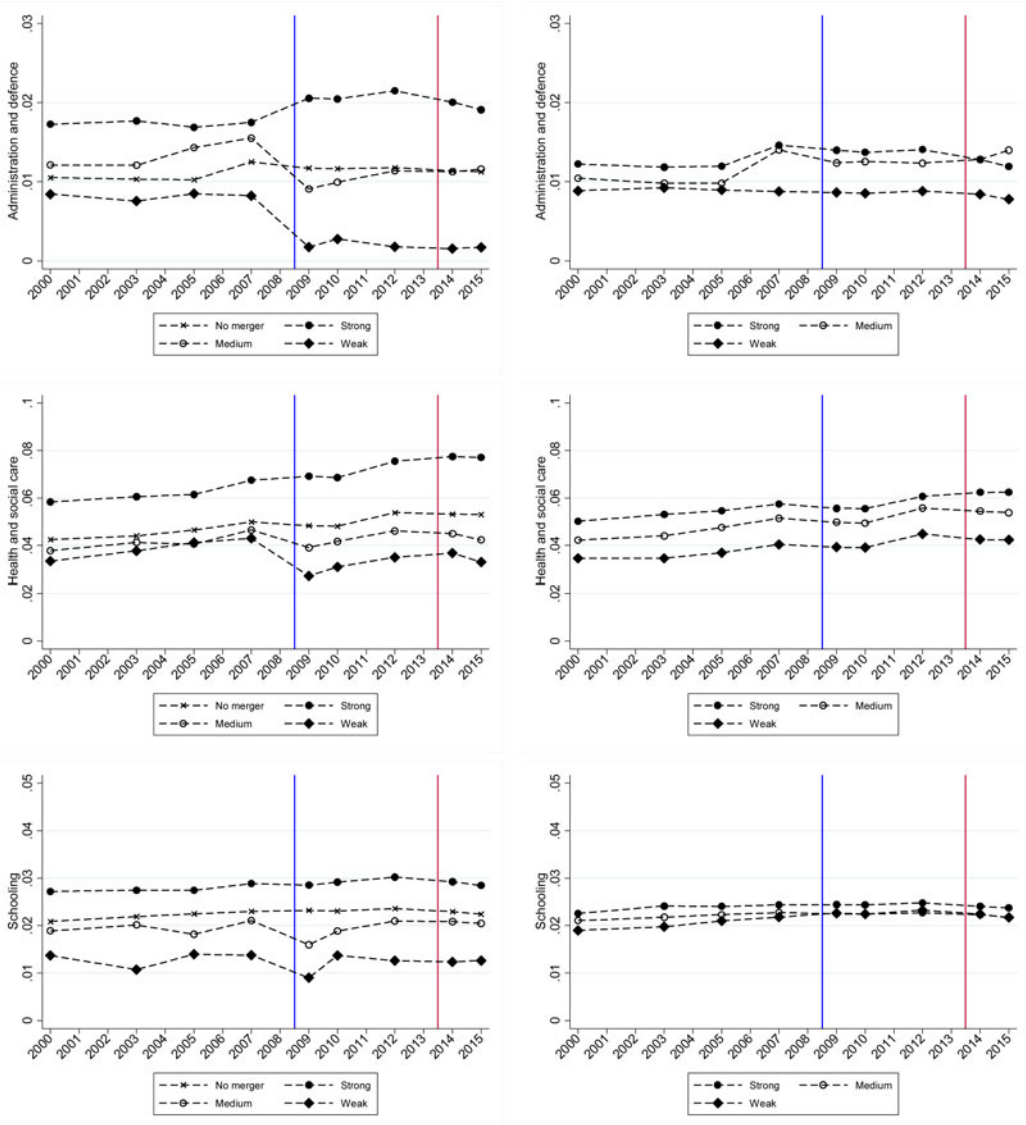 Administration and defence
.03
.02
.01
0
2000 2001 2002 2003 2004 2005 2006 2007 2008 2009 2010 2011 2012 2013 2014 2015
No merger Strong
Medium Weak
Administration and defence
.03
.02
.01
0
2000 2001 2002 2003 2004 2005 2006 2007 2008 2009 2010 2011 2012 2013 2014 2015
Strong Medium
Weak
Health and social care
.1
.08
.06
.04
.02
0
2000 2001 2002 2003 2004 2005 2006 2007 2008 2009 2010 2011 2012 2013 2014 2015
No merger Strong
Medium Weak
Health and social care
.1
.08
.06
.04
.02
0
2000 2001 2002 2003 2004 2005 2006 2007 2008 2009 2010 2011 2012 2013 2014 2015
Strong Medium
Weak
Schooling
.05
.04
.03
.02
.01
0
2000 2001 2002 2003 2004 2005 2006 2007 2008 2009 2010 2011 2012 2013 2014 2015
No merger Strong
Medium Weak
Schooling
.05
.04
.03
.02
.01
0
2000 2001 2002 2003 2004 2005 2006 2007 2008 2009 2010 2011 2012 2013 2014 2015
Strong Medium
Weak